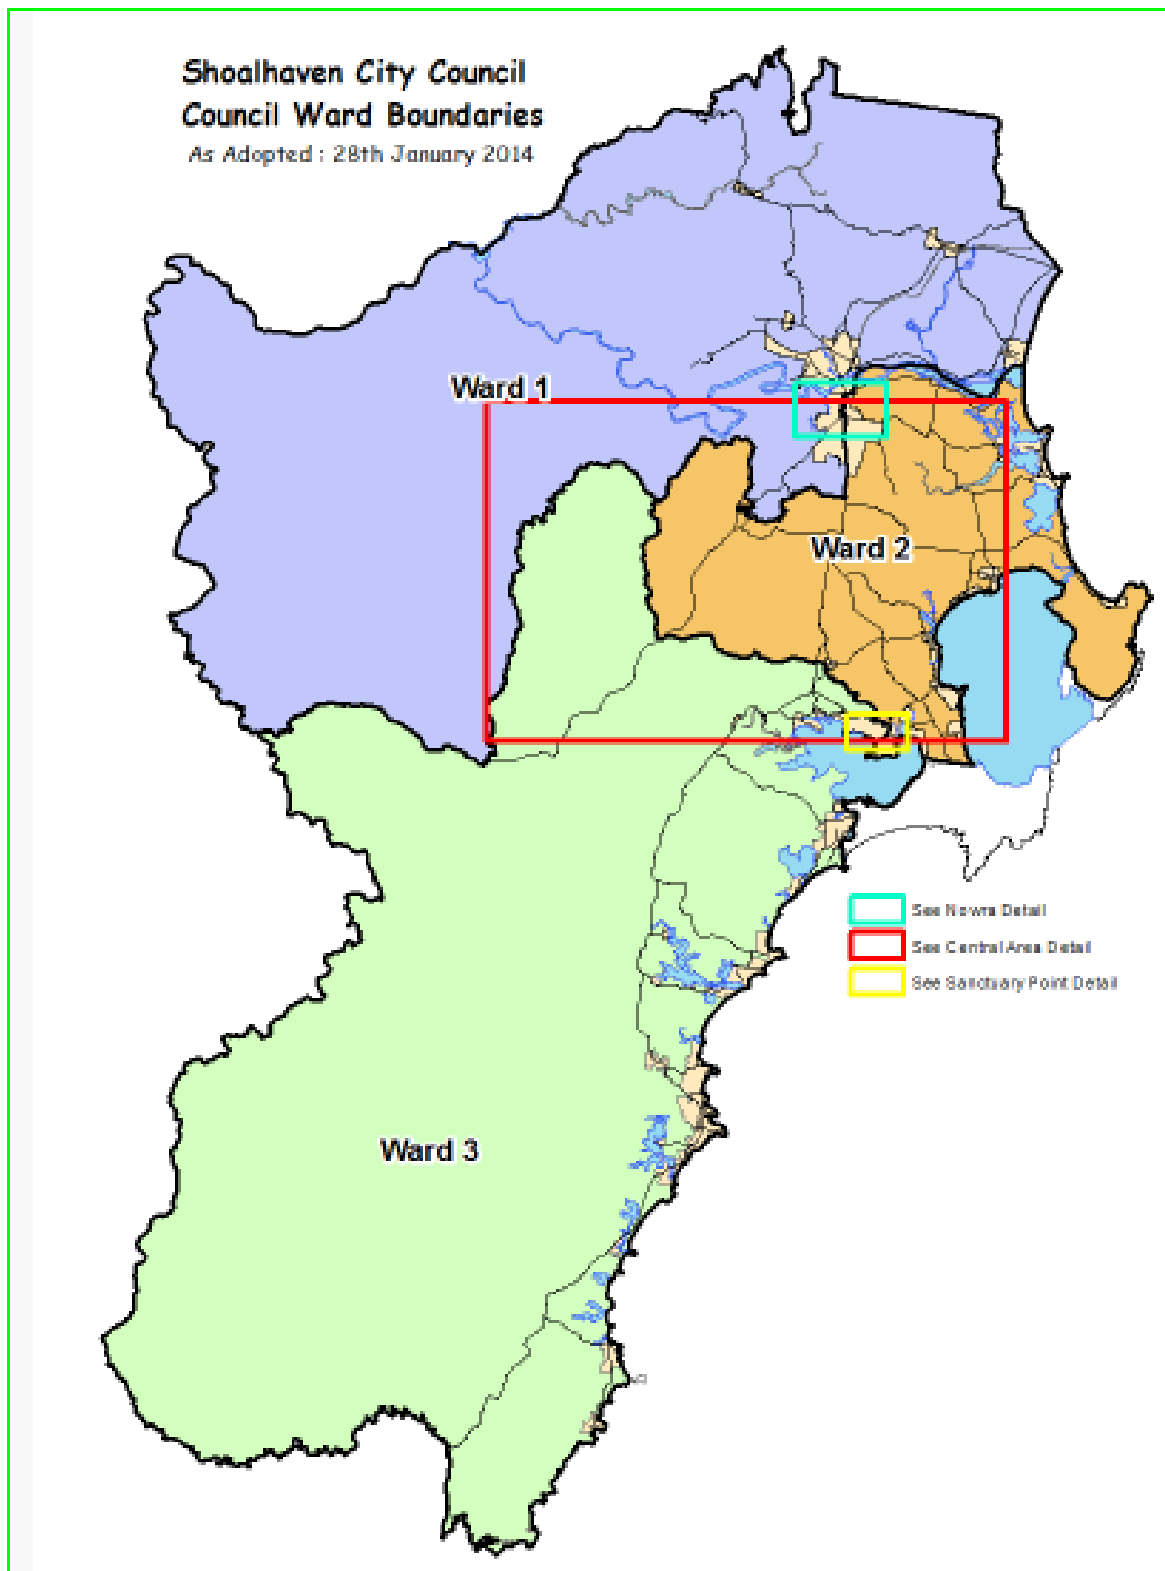 Shoalhaven City Council
Council Ward Boundaries
As Adopted : 28th January 2014
Ward 1
Ward 2
See Nowra Detail
See Central Area Detail
See Sanctuary Point Detail
Ward 3